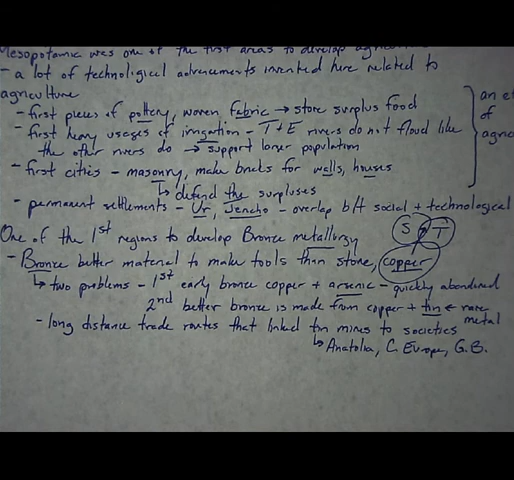 Mesopotamia was one of the first areas to develop
- a lot of technological advancements invented here related to
agriculture
- first pieces of pottery, woven fabric → store surplus food
- first heavy usages of irrigation - T + E rivers do not flood like
the other rivers do → support larger population
- first cities - masonry, make bricks for walls, houses
↳ defend the surpluses
- permanent settlements - Ur, Jericho - overlap b/t social + technological
an
of
S T
One of the 1st regions to develop Bronze metallurgy
- Bronze better material to make tools than stone, copper
↳ two problems - 1st early bronze copper + arsenic - quickly abandoned
2nd better bronze is made from copper + tin ← rare
metal
- long distance trade routes that linked tin mines to societies
↳ Anatolia, C. Europe, G.B.